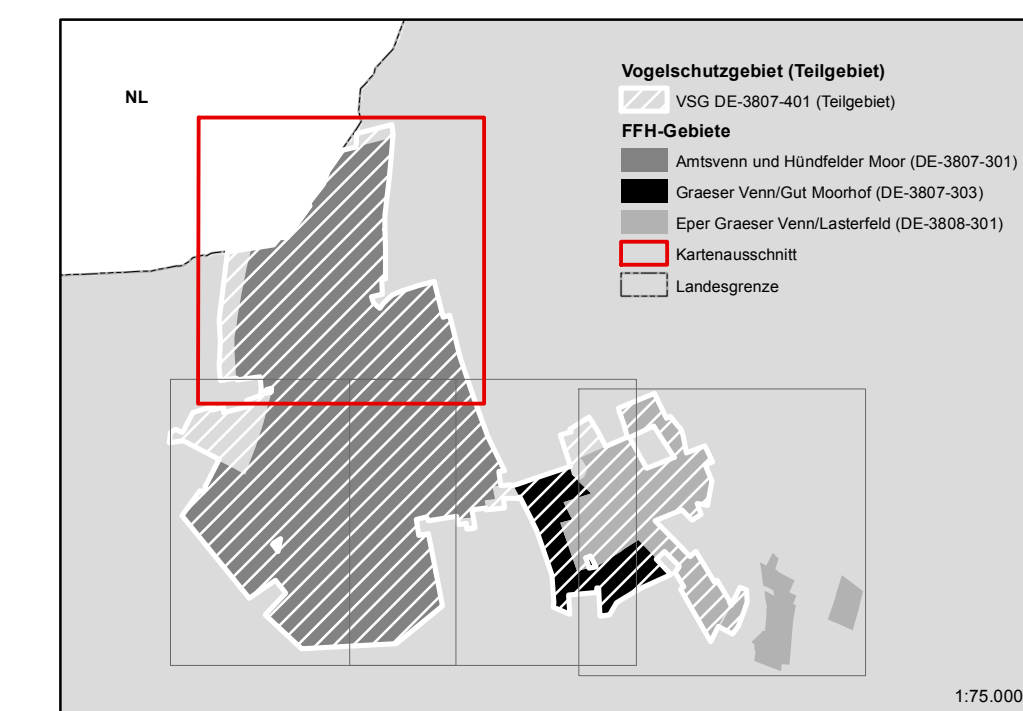 NL
Vogelschutzgebiet (Teilgebiet)
VSG DE-3807-401 (Teilgebiet)
FFH-Gebiete
Amtsvenn und Hündfelder Moor (DE-3807-301)
Graeser Venn/Gut Moorhof (DE-3807-303)
Eper Graeser Venn/Lasterfeld (DE-3808-301)
Kartenausschnitt
Landesgrenze
1:75.000